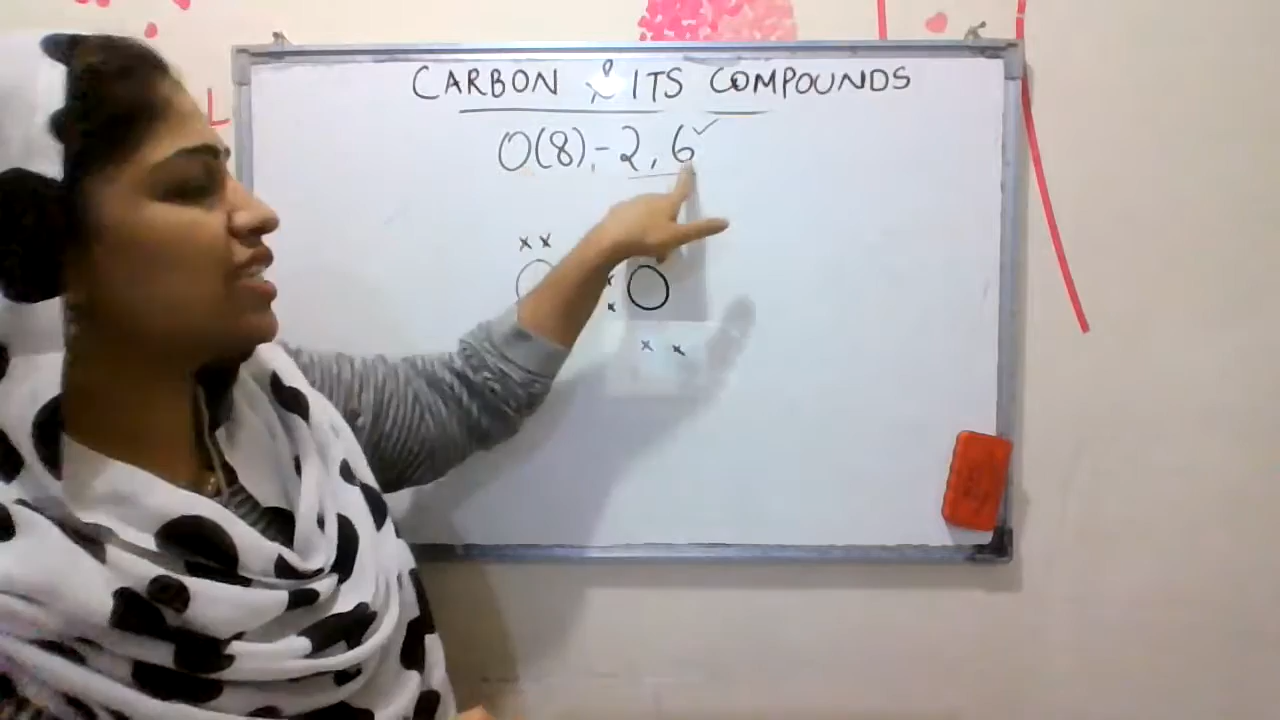 CARBON & ITS COMPOUNDS
L
O(8):- 2, 6 ✓
x x
O x O
x
x x